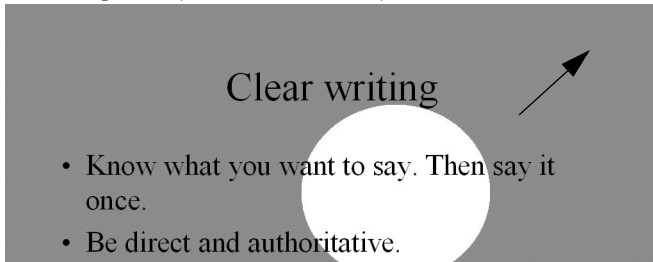 Clear writing
• Know what you want to say. Then say it
once.
• Be direct and authoritative.